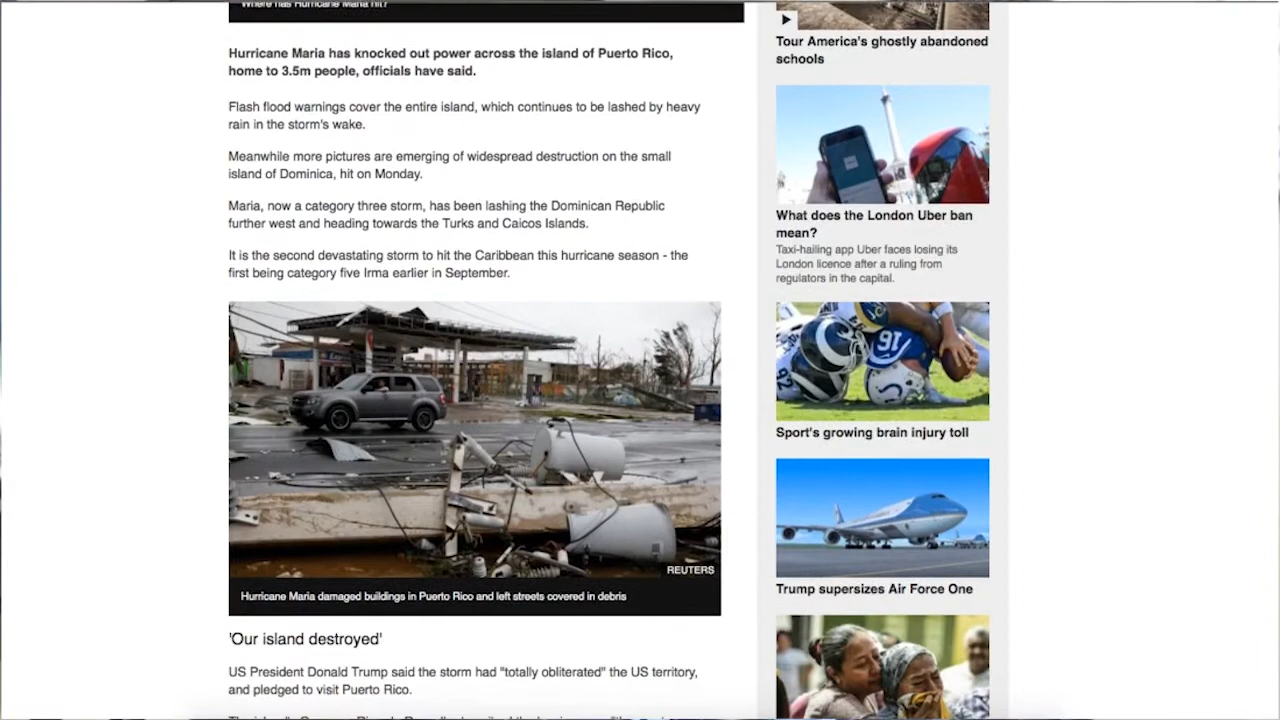 Where has Hurricane Maria hit?
Hurricane Maria has knocked out power across the island of Puerto Rico,
home to 3.5m people, officials have said.
Flash flood warnings cover the entire island, which continues to be lashed by heavy
rain in the storm's wake.
Meanwhile more pictures are emerging of widespread destruction on the small
island of Dominica, hit on Monday.
Maria, now a category three storm, has been lashing the Dominican Republic
further west and heading towards the Turks and Caicos Islands.
It is the second devastating storm to hit the Caribbean this hurricane season - the
first being category five Irma earlier in September.
REUTERS
Hurricane Maria damaged buildings in Puerto Rico and left streets covered in debris
'Our island destroyed'
US President Donald Trump said the storm had "totally obliterated" the US territory,
and pledged to visit Puerto Rico.
Tour America's ghostly abandoned
schools
What does the London Uber ban
mean?
Taxi-hailing app Uber faces losing its
London licence after a ruling from
regulators in the capital.
92
91
Sport's growing brain injury toll
Trump supersizes Air Force One